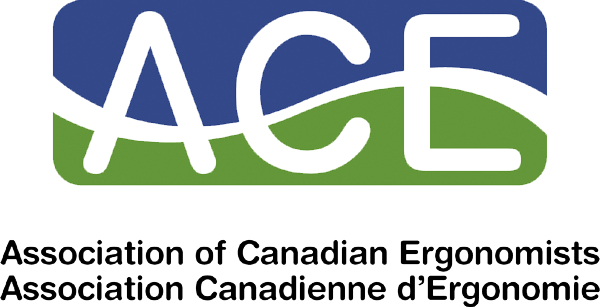 ACE
Association of Canadian Ergonomists
Association Canadienne d'Ergonomie